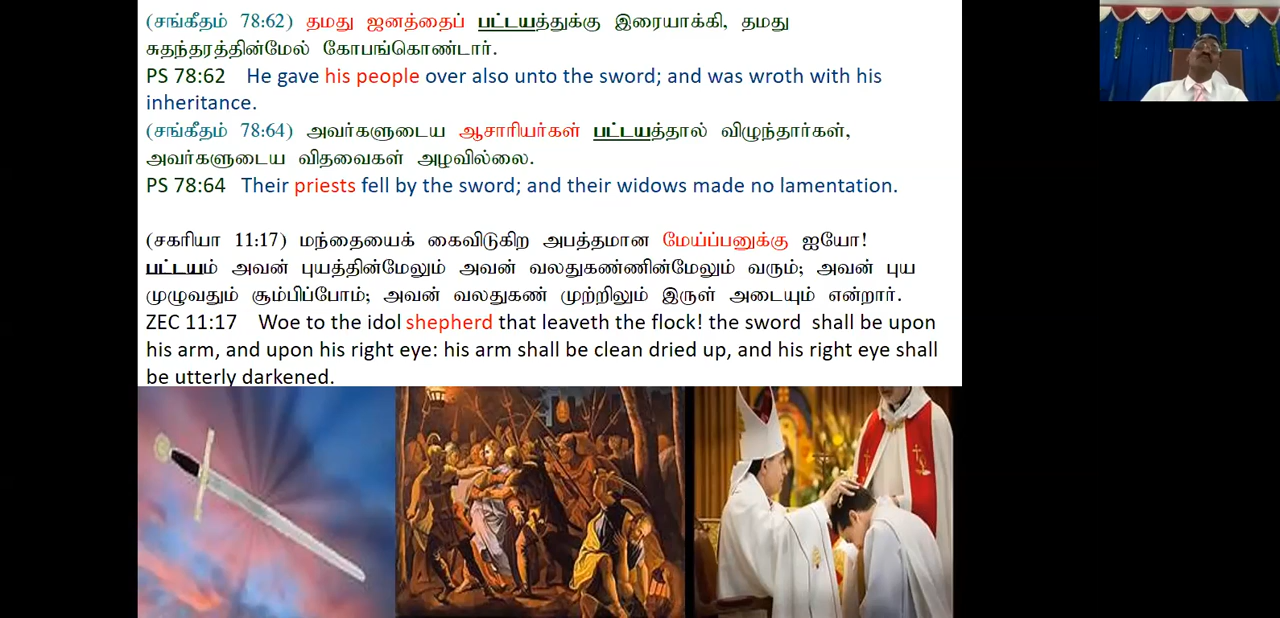 (சங்கீதம் 78:62) தமது ஜனத்தைப் பட்டயத்துக்கு இரையாக்கி, தமது
சுதந்தரத்தின்மேல் கோபங்கொண்டார்.
PS 78:62 He gave his people over also unto the sword; and was wroth with his
inheritance.
(சங்கீதம் 78:64) அவர்களுடைய ஆசாரியர்கள் பட்டயத்தால் விழுந்தார்கள்,
அவர்களுடைய விதவைகள் அழவில்லை.
PS 78:64 Their priests fell by the sword; and their widows made no lamentation.
(சகரியா 11:17) மந்தையைக் கைவிடுகிற அபத்தமான மேய்ப்பனுக்கு ஐயோ!
பட்டயம் அவன் புயத்தின்மேலும் அவன் வலதுகண்ணின்மேலும் வரும்; அவன் புய
முழுவதும் சூம்பிப்போம்; அவன் வலதுகண் முற்றிலும் இருள் அடையும் என்றார்.
ZEC 11:17 Woe to the idol shepherd that leaveth the flock! the sword shall be upon
his arm, and upon his right eye: his arm shall be clean dried up, and his right eye shall
be utterly darkened.